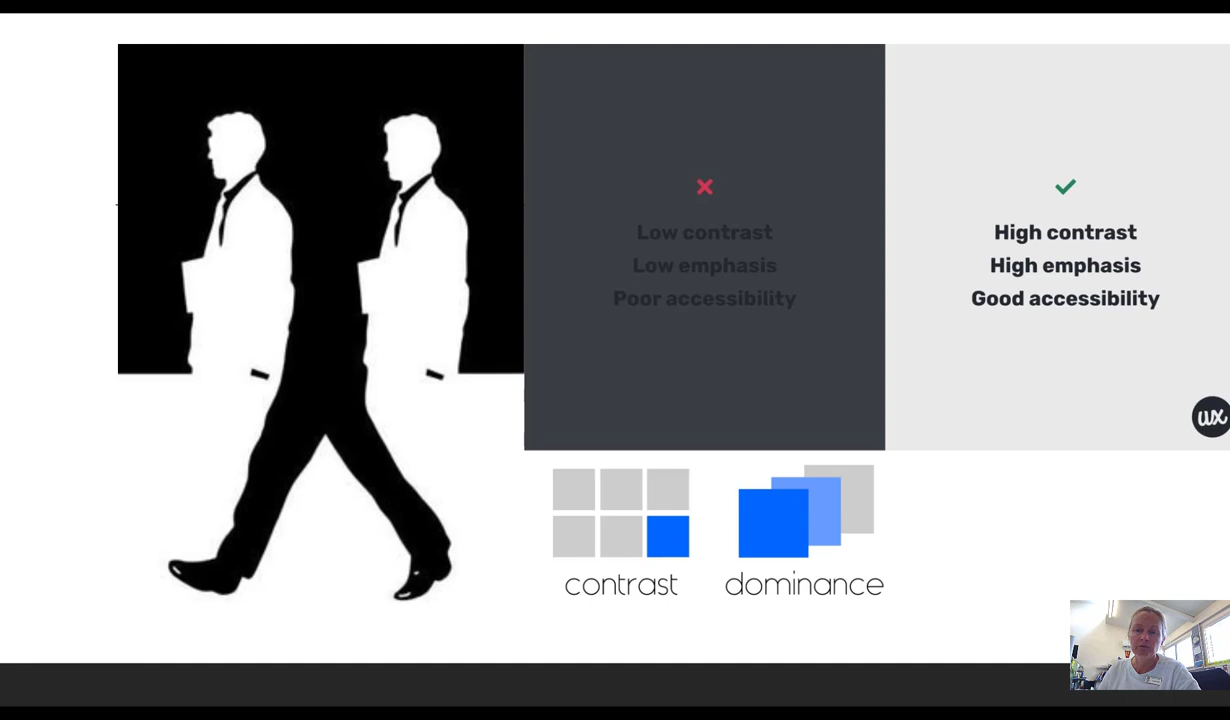 Low contrast
Low emphasis
Poor accessibility
High contrast
High emphasis
Good accessibility
ux
contrast
dominance